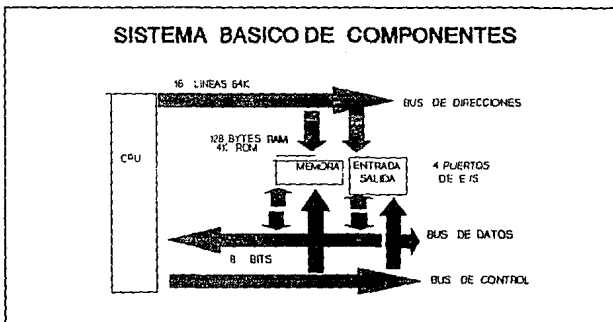 SISTEMA BASICO DE COMPONENTES
16 LINEAS 64K
BUS DE DIRECCIONES
128 BYTES RAM
4K ROM
CPU
MEMORA
ENTRADA
SALIDA
4 PUERTOS
DE E/S
BUS DE DATOS
8 BITS
BUS DE CONTROL